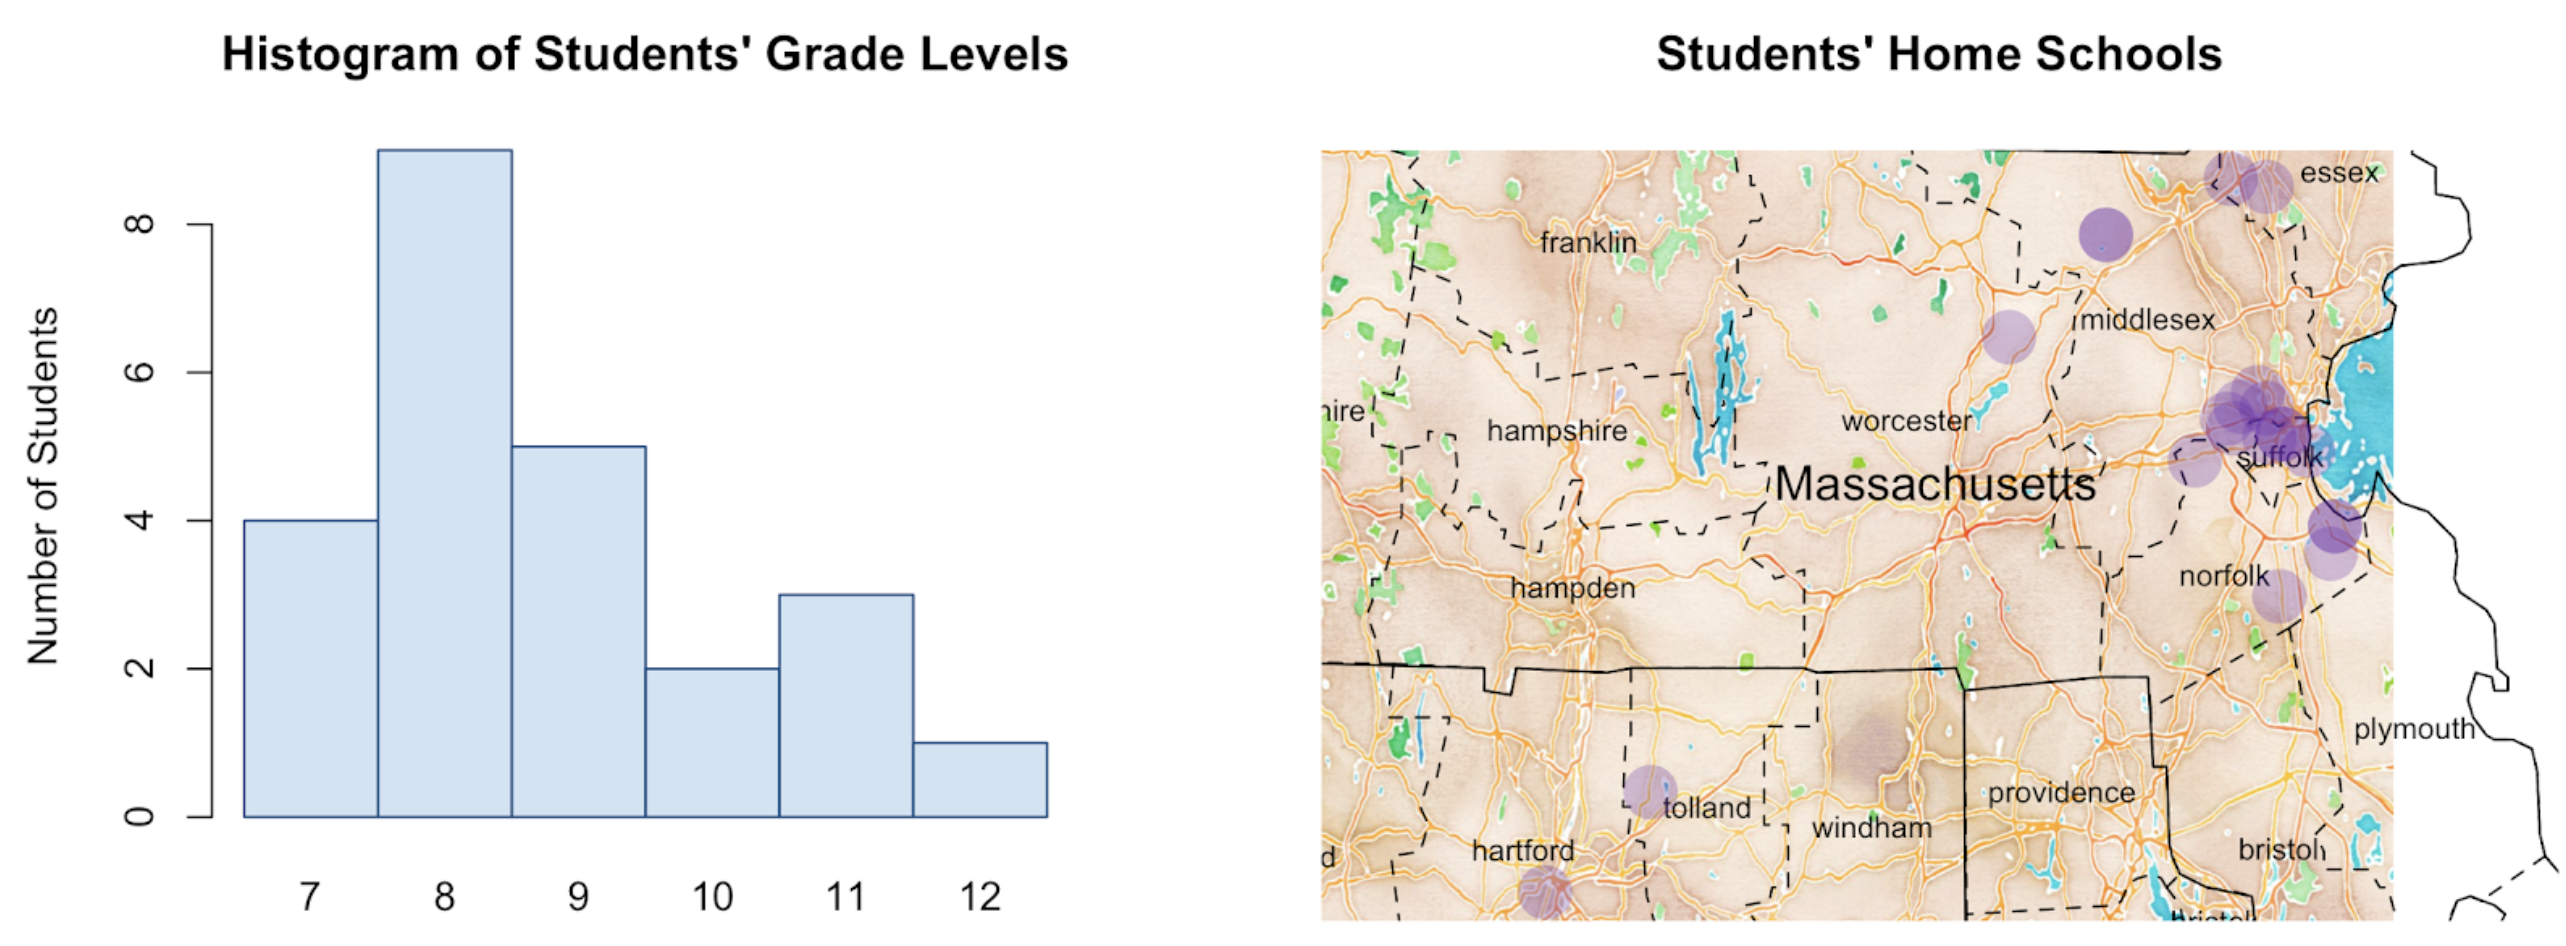 Histogram of Students' Grade Levels
Number of Students
8
6
4
2
0
7 8 9 10 11 12
Students' Home Schools
essex
franklin
middlesex
hire
hampshire
worcester
suffolk
Massachusetts
norfolk
hampden
plymouth
providence
tolland
windham
hartford
bristol
d
bristol